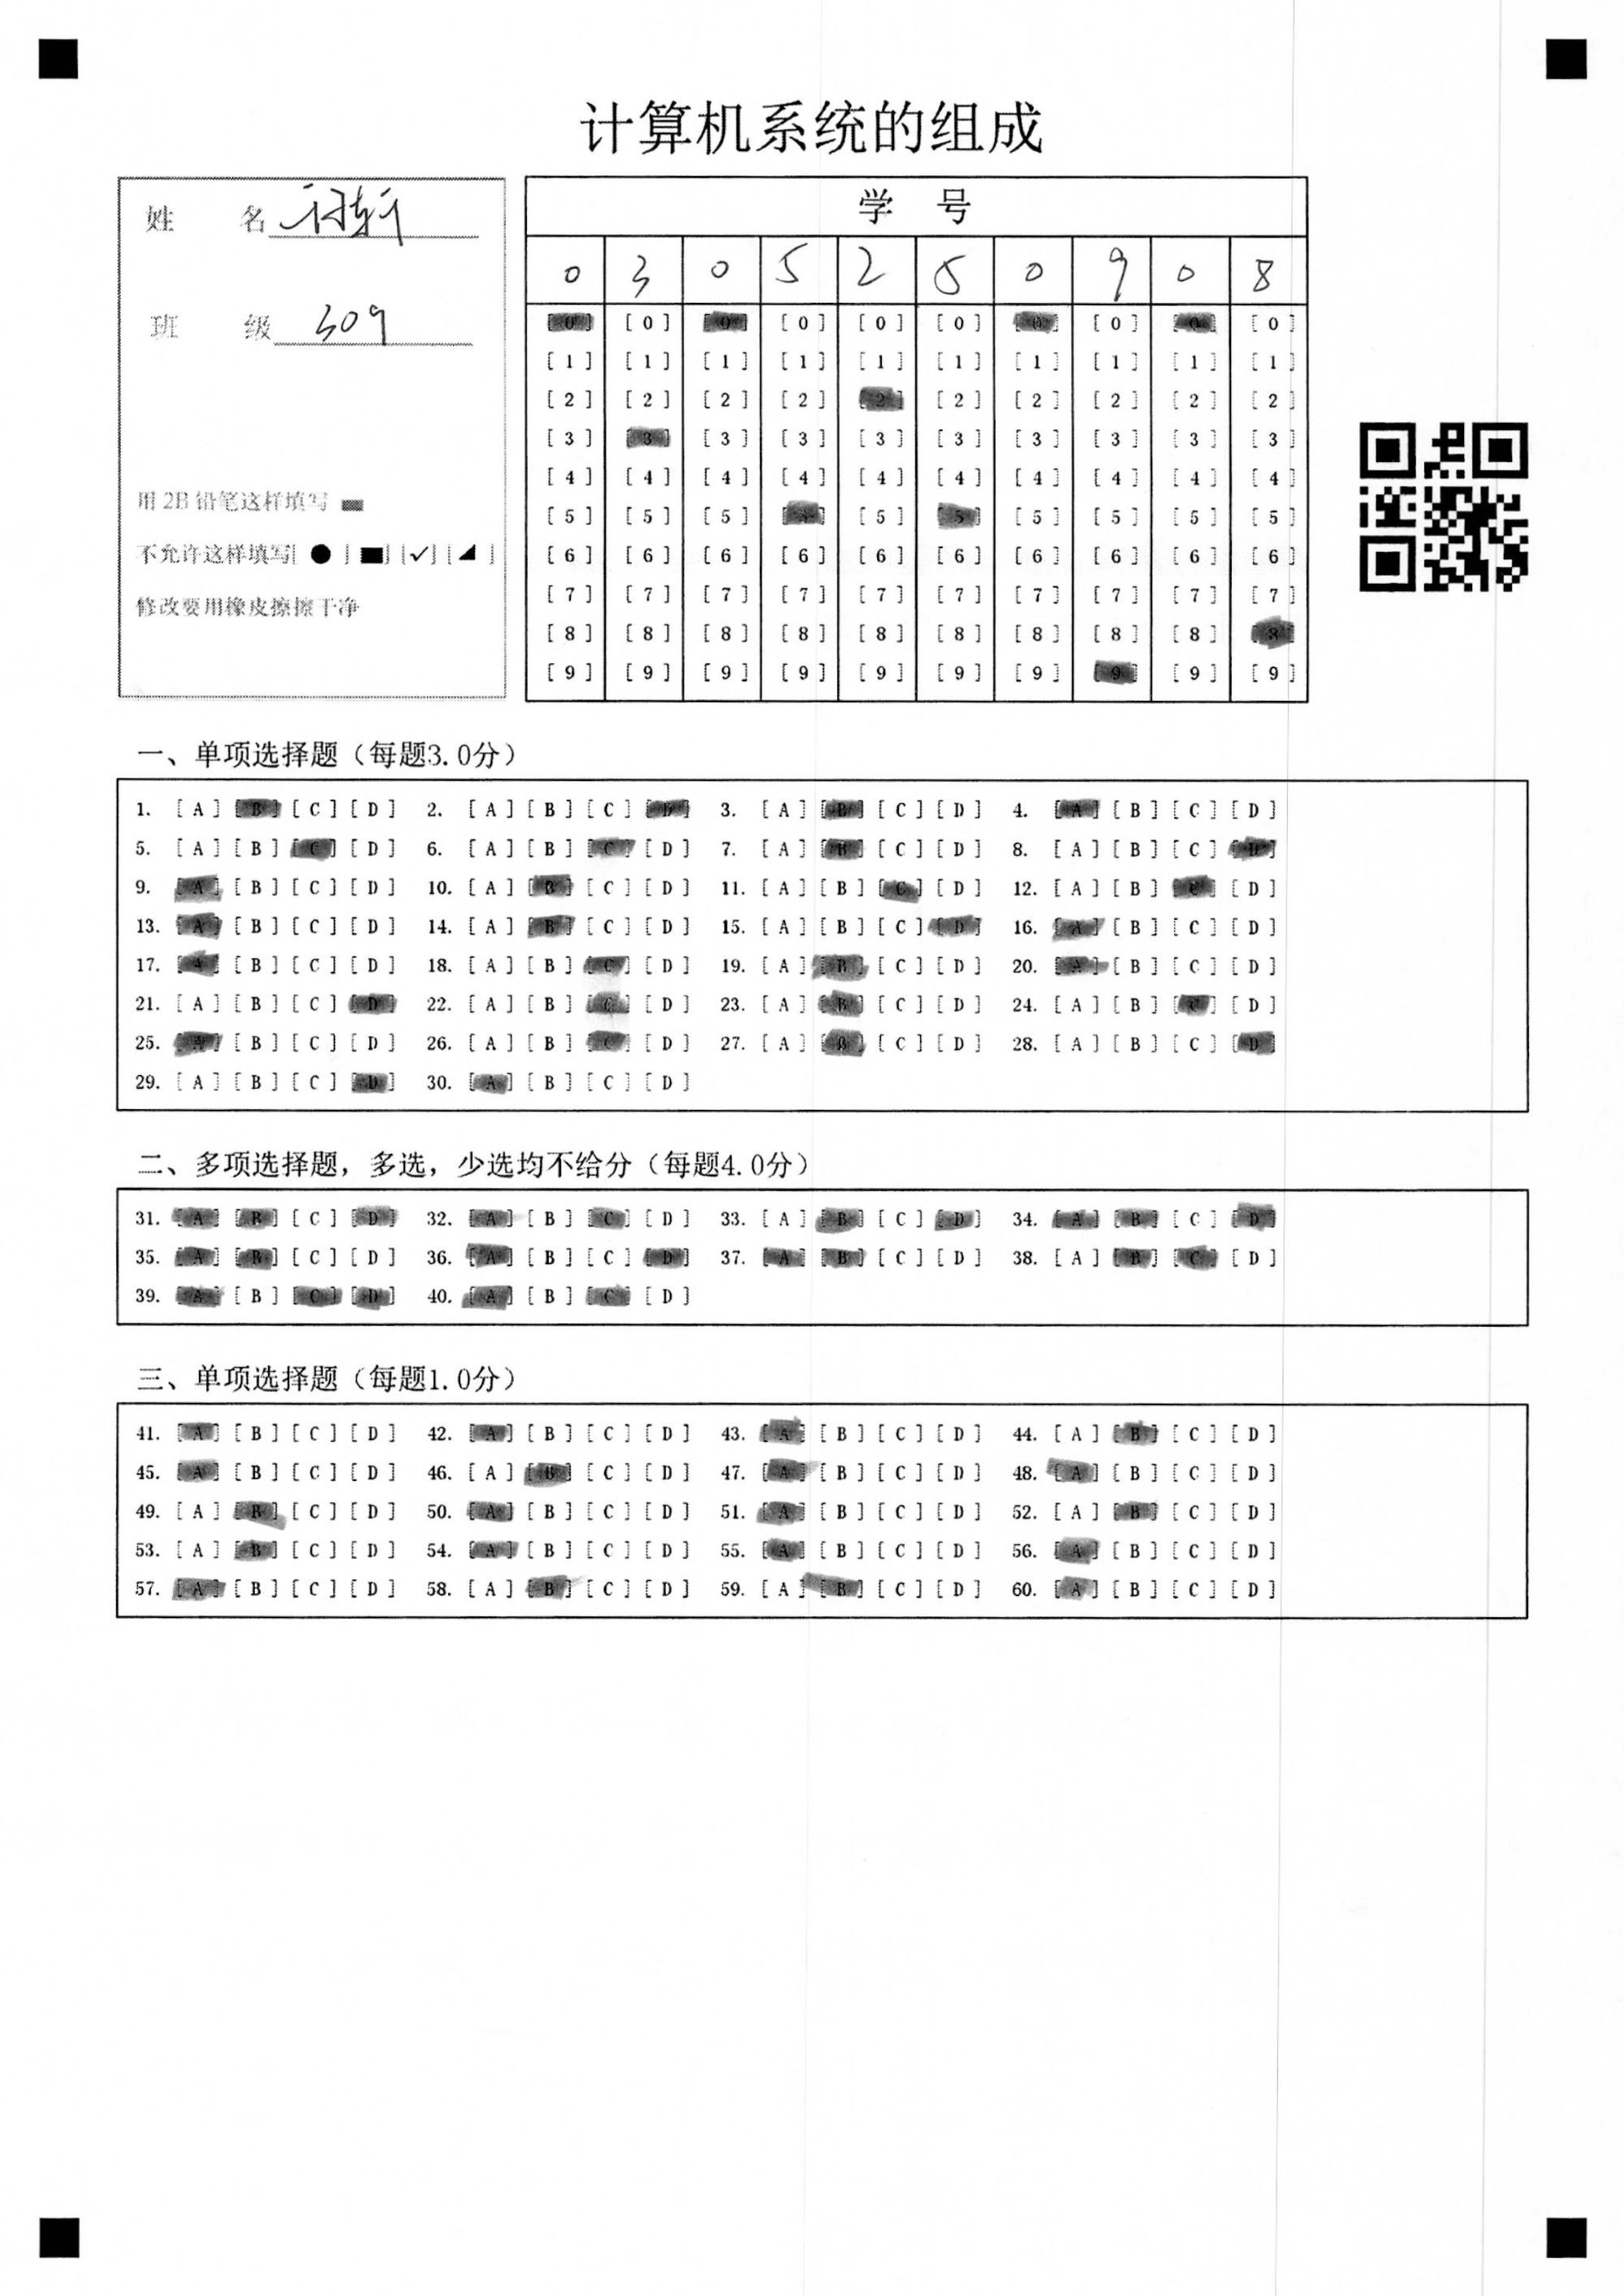 计算机系统的组成
姓 名
班 级 309
用2B铅笔这样填写
不允许这样填写[ ● ] [■] [✓] [◢ ]
修改要用橡皮擦擦干净
学 号
0 3 0 5 2 5 0 9 0 8
[0] [0] [0] [0] [0] [0] [0] [0] [0] [0]
[1] [1] [1] [1] [1] [1] [1] [1] [1] [1]
[2] [2] [2] [2] [2] [2] [2] [2] [2] [2]
[3] [3] [3] [3] [3] [3] [3] [3] [3] [3]
[4] [4] [4] [4] [4] [4] [4] [4] [4] [4]
[5] [5] [5] [5] [5] [5] [5] [5] [5] [5]
[6] [6] [6] [6] [6] [6] [6] [6] [6] [6]
[7] [7] [7] [7] [7] [7] [7] [7] [7] [7]
[8] [8] [8] [8] [8] [8] [8] [8] [8] [8]
[9] [9] [9] [9] [9] [9] [9] [9] [9] [9]
一、单项选择题（每题3.0分）
1. [A] [B] [C] [D] 2. [A] [B] [C] [D] 3. [A] [B] [C] [D] 4. [A] [B] [C] [D]
5. [A] [B] [C] [D] 6. [A] [B] [C] [D] 7. [A] [B] [C] [D] 8. [A] [B] [C] [D]
9. [A] [B] [C] [D] 10. [A] [B] [C] [D] 11. [A] [B] [C] [D] 12. [A] [B] [C] [D]
13. [A] [B] [C] [D] 14. [A] [B] [C] [D] 15. [A] [B] [C] [D] 16. [A] [B] [C] [D]
17. [A] [B] [C] [D] 18. [A] [B] [C] [D] 19. [A] [B] [C] [D] 20. [A] [B] [C] [D]
21. [A] [B] [C] [D] 22. [A] [B] [C] [D] 23. [A] [B] [C] [D] 24. [A] [B] [C] [D]
25. [A] [B] [C] [D] 26. [A] [B] [C] [D] 27. [A] [B] [C] [D] 28. [A] [B] [C] [D]
29. [A] [B] [C] [D] 30. [A] [B] [C] [D]
二、多项选择题，多选，少选均不给分（每题4.0分）
31. [A] [B] [C] [D] 32. [A] [B] [C] [D] 33. [A] [B] [C] [D] 34. [A] [B] [C] [D]
35. [A] [B] [C] [D] 36. [A] [B] [C] [D] 37. [A] [B] [C] [D] 38. [A] [B] [C] [D]
39. [A] [B] [C] [D] 40. [A] [B] [C] [D]
三、单项选择题（每题1.0分）
41. [A] [B] [C] [D] 42. [A] [B] [C] [D] 43. [A] [B] [C] [D] 44. [A] [B] [C] [D]
45. [A] [B] [C] [D] 46. [A] [B] [C] [D] 47. [A] [B] [C] [D] 48. [A] [B] [C] [D]
49. [A] [B] [C] [D] 50. [A] [B] [C] [D] 51. [A] [B] [C] [D] 52. [A] [B] [C] [D]
53. [A] [B] [C] [D] 54. [A] [B] [C] [D] 55. [A] [B] [C] [D] 56. [A] [B] [C] [D]
57. [A] [B] [C] [D] 58. [A] [B] [C] [D] 59. [A] [B] [C] [D] 60. [A] [B] [C] [D]